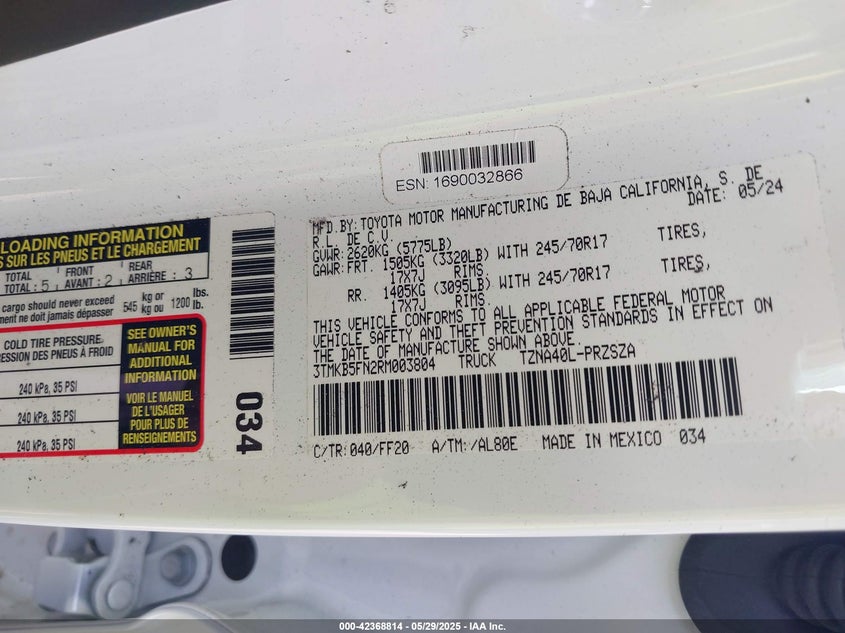 ESN: 1690032866
MFD.BY: TOYOTA MOTOR MANUFACTURING DE BAJA CALIFORNIA, S. DE
R.L. DE C.V. DATE: 05/24
GVWR: 2620KG (5775LB)
GAWR: FRT. 1505KG (3320LB) WITH 245/70R17 TIRES,
17X7J RIMS.
RR. 1405KG (3095LB) WITH 245/70R17 TIRES,
17X7J RIMS.
THIS VEHICLE CONFORMS TO ALL APPLICABLE FEDERAL MOTOR
VEHICLE SAFETY AND THEFT PREVENTION STANDARDS IN EFFECT ON
THE DATE OF MANUFACTURE SHOWN ABOVE.
3TMKB5FN2RM003804 TRUCK TZNA40L-PRZSZA
C/TR: 040/FF20 A/TM: /AL80E MADE IN MEXICO 034
LOADING INFORMATION
SUR LES PNEUS ET LE CHARGEMENT
TOTAL FRONT REAR
TOTAL : 5 AVANT : 2 ARRIÈRE : 3
cargo should never exceed 545 kg or 1200 lbs.
ne doit jamais dépasser kg ou lb.
COLD TIRE PRESSURE
DES PNEUS À FROID
240 kPa, 35 PSI
240 kPa, 35 PSI
240 kPa, 35 PSI
SEE OWNER'S
MANUAL FOR
ADDITIONAL
INFORMATION
VOIR LE MANUEL
DE L'USAGER
POUR PLUS DE
RENSEIGNEMENTS
034
000-42368814 - 05/29/2025 - IAA Inc.